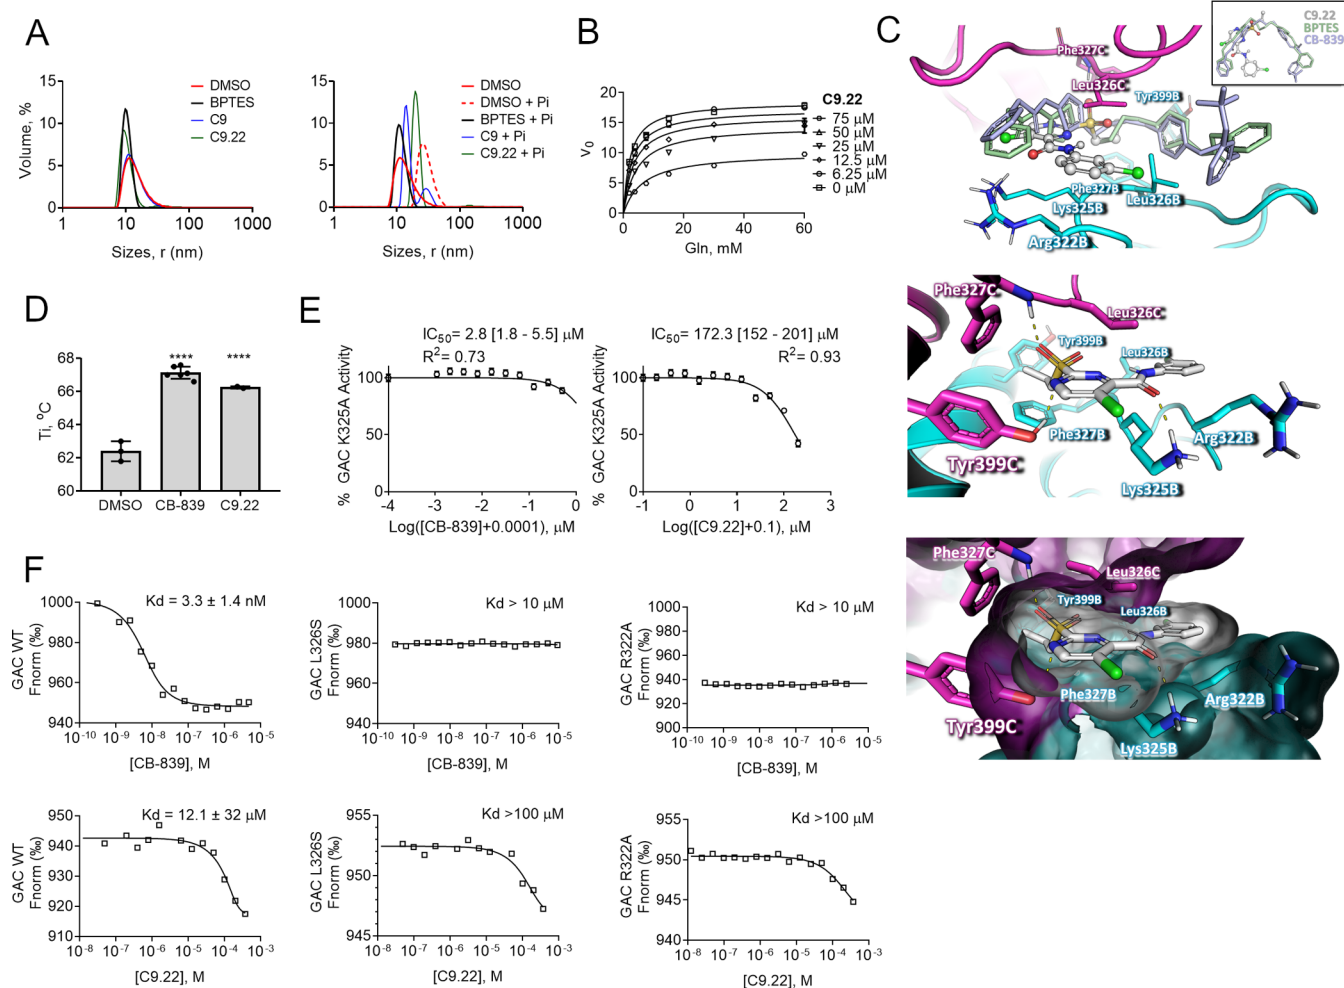 A
Volume, %
15
10
5
0
1
10
100
1000
Sizes, r (nm)
DMSO
BPTES
C9
C9.22
15
10
5
0
1
10
100
1000
Sizes, r (nm)
DMSO
DMSO + Pi
BPTES + Pi
C9 + Pi
C9.22 + Pi
B
V0
20
15
10
5
0
0
15
30
45
60
Gln, mM
C9.22
75 μM
50 μM
25 μM
12.5 μM
6.25 μM
0 μM
C
C9.22
BPTES
CB-839
Phe327C
Leu326C
Tyr399B
Phe327B
Lys325B
Leu326B
Arg322B
Phe327C
Leu326C
Tyr399B
Leu326B
Phe327B
Arg322B
Tyr399C
Lys325B
Phe327C
Leu326C
Tyr399B
Leu326B
Phe327B
Arg322B
Tyr399C
Lys325B
D
Ti, ºC
68
66
64
62
60
****
****
DMSO
CB-839
C9.22
E
IC50= 2.8 [1.8 - 5.5] μM
R2= 0.73
% GAC K325A Activity
100
50
0
-4
-3
-2
-1
0
Log([CB-839]+0.0001), μM
IC50= 172.3 [152 - 201] μM
R2= 0.93
% GAC K325A Activity
100
50
0
-1
0
1
2
3
Log([C9.22]+0.1), μM
F
GAC WT
Fnorm (‰)
1000
980
960
940
Kd = 3.3 ± 1.4 nM
10-10
10-9
10-8
10-7
10-6
10-5
[CB-839], M
GAC L326S
Fnorm (‰)
1000
980
960
940
920
Kd > 10 μM
10-10
10-9
10-8
10-7
10-6
10-5
[CB-839], M
GAC R322A
Fnorm (‰)
1000
980
960
940
920
900
Kd > 10 μM
10-10
10-9
10-8
10-7
10-6
10-5
[CB-839], M
GAC WT
Fnorm (‰)
950
940
930
920
910
Kd = 12.1 ± 32 μM
10-8
10-7
10-6
10-5
10-4
10-3
[C9.22], M
GAC L326S
Fnorm (‰)
955
950
945
Kd >100 μM
10-8
10-7
10-6
10-5
10-4
10-3
[C9.22], M
GAC R322A
Fnorm (‰)
955
950
945
940
Kd >100 μM
10-8
10-7
10-6
10-5
10-4
10-3
[C9.22], M